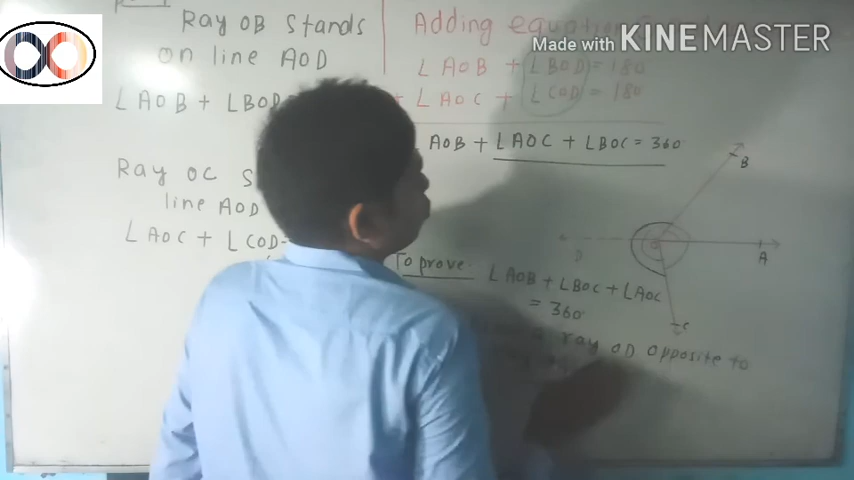 Ray OB Stands
on line AOD
∠AOB + ∠BOD
Ray OC S
line AOD
∠AOC + ∠COD=
Adding equation
∠AOB + ∠BOD = 180
+ ∠AOC + ∠COD = 180
AOB + ∠AOC + ∠BOC = 360
To prove: ∠AOB + ∠BOC + ∠AOC
= 360
ray OD opposite to
B
A
D
C
Made with KINEMASTER